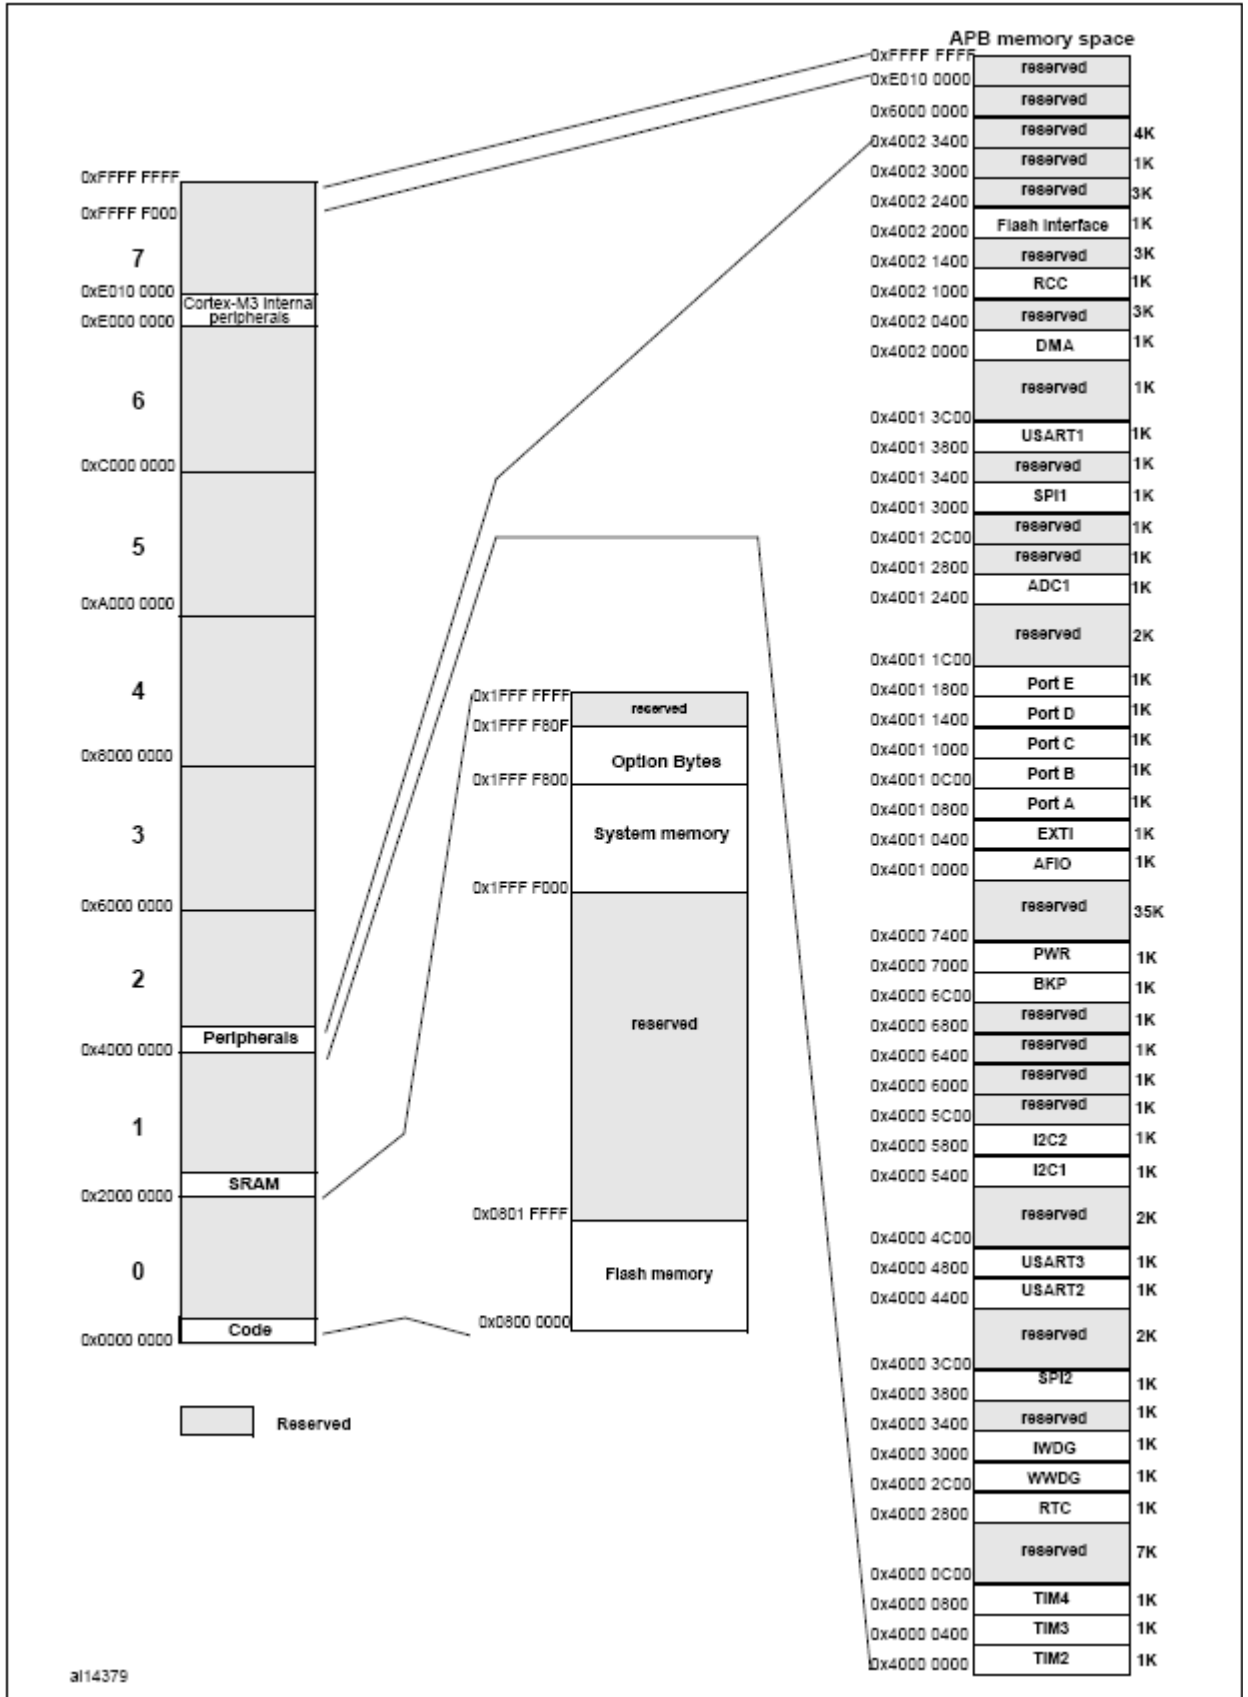 APB memory space
0xFFFF FFFF
reserved
0xE010 0000
reserved
0x6000 0000
reserved 4K
0x4002 3400
reserved 1K
0x4002 3000
reserved 3K
0x4002 2400
Flash Interface 1K
0x4002 2000
reserved 3K
0x4002 1400
RCC 1K
0x4002 1000
reserved 3K
0x4002 0400
DMA 1K
0x4002 0000
reserved 1K
0x4001 3C00
USART1 1K
0x4001 3800
reserved 1K
0x4001 3400
SPI1 1K
0x4001 3000
reserved 1K
0x4001 2C00
reserved 1K
0x4001 2800
ADC1 1K
0x4001 2400
reserved 2K
0x4001 1C00
Port E 1K
0x4001 1800
Port D 1K
0x4001 1400
Port C 1K
0x4001 1000
Port B 1K
0x4001 0C00
Port A 1K
0x4001 0800
EXTI 1K
0x4001 0400
AFIO 1K
0x4001 0000
reserved 35K
0x4000 7400
PWR 1K
0x4000 7000
BKP 1K
0x4000 6C00
reserved 1K
0x4000 6800
reserved 1K
0x4000 6400
reserved 1K
0x4000 6000
reserved 1K
0x4000 5C00
I2C2 1K
0x4000 5800
I2C1 1K
0x4000 5400
reserved 2K
0x4000 4C00
USART3 1K
0x4000 4800
USART2 1K
0x4000 4400
reserved 2K
0x4000 3C00
SPI2 1K
0x4000 3800
reserved 1K
0x4000 3400
IWDG 1K
0x4000 3000
WWDG 1K
0x4000 2C00
RTC 1K
0x4000 2800
reserved 7K
0x4000 0C00
TIM4 1K
0x4000 0800
TIM3 1K
0x4000 0400
TIM2 1K
0x4000 0000
0xFFFF FFFF
0xFFFF F000
7
0xE010 0000
Cortex-M3 Internal
peripherals
0xE000 0000
6
0xC000 0000
5
0xA000 0000
4
0x8000 0000
3
0x6000 0000
2
Peripherals
0x4000 0000
1
SRAM
0x2000 0000
0
Code
0x0000 0000
0x1FFF FFFF
reserved
0x1FFF F80F
Option Bytes
0x1FFF F800
System memory
0x1FFF F000
reserved
0x0801 FFFF
Flash memory
0x0800 0000
Reserved
ai14379